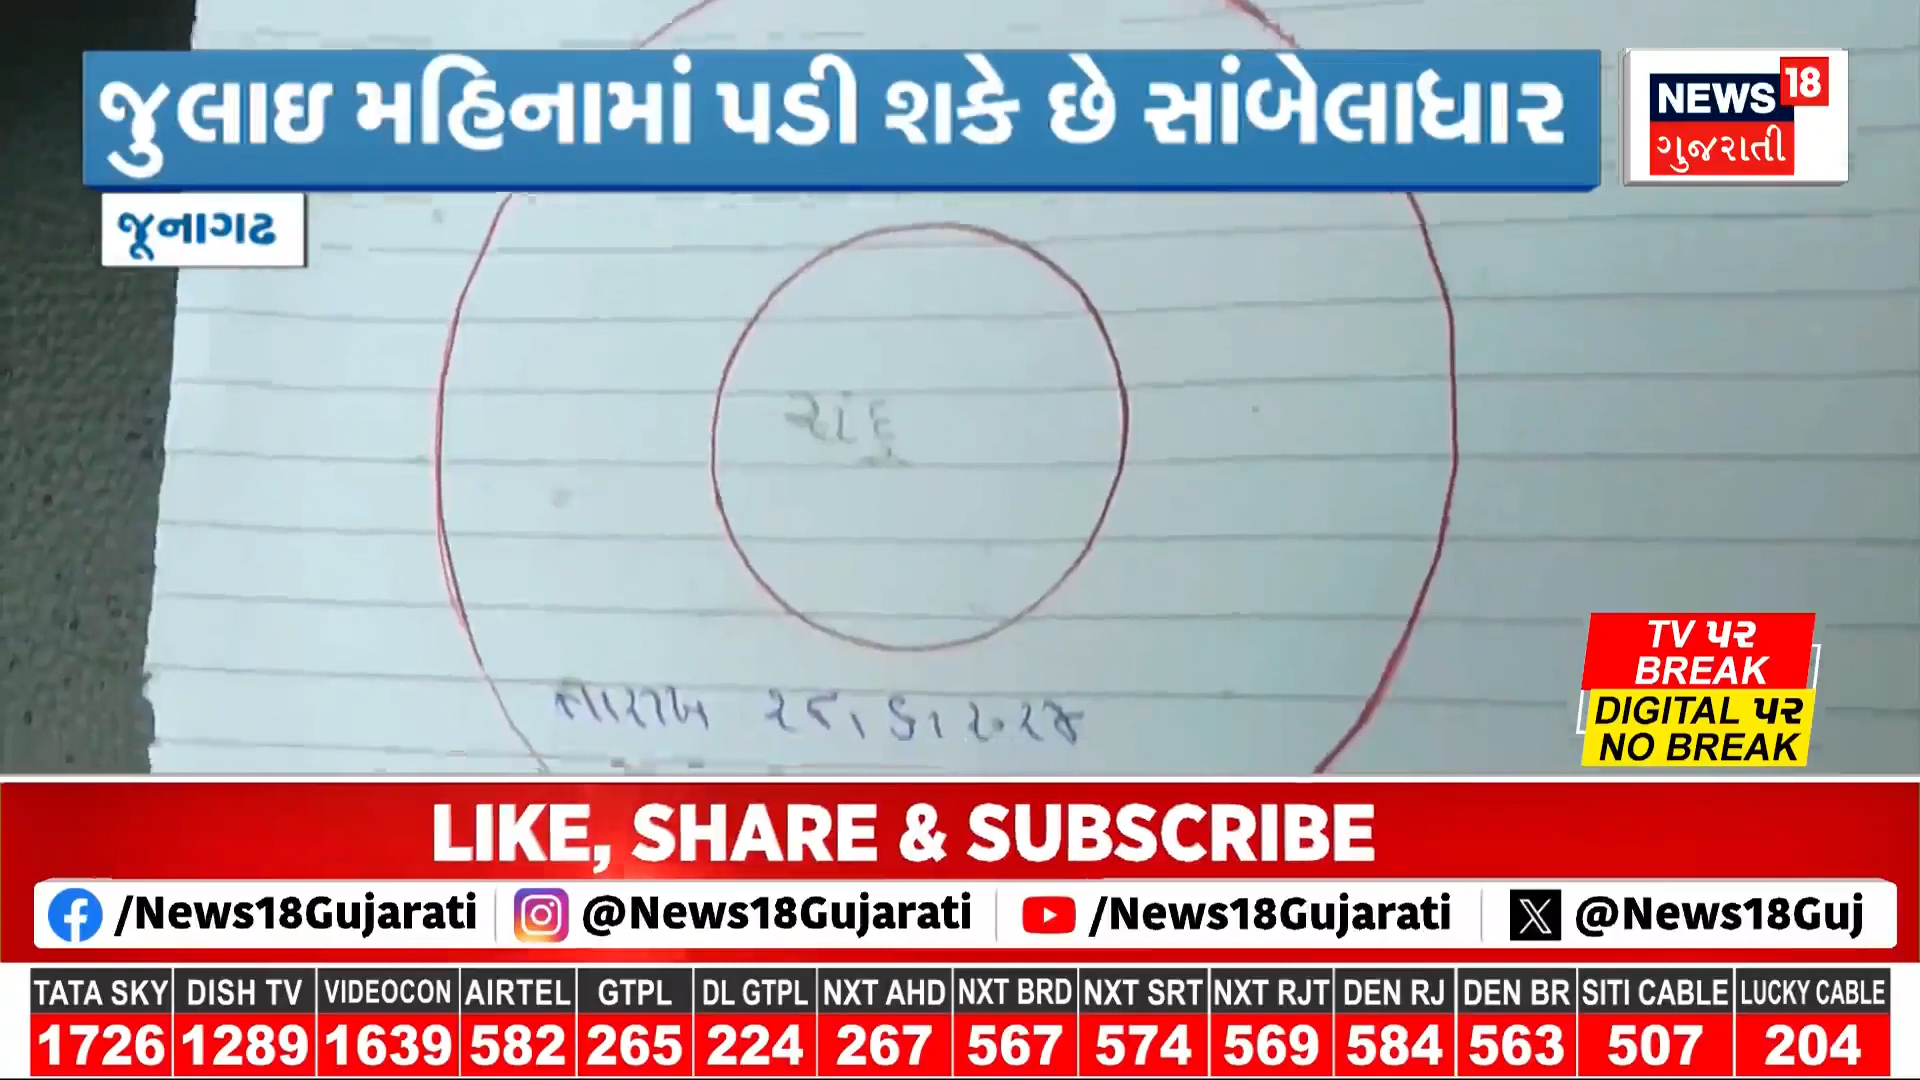 જુલાઇ મહિનામાં પડી શકે છે સાંબેલાધાર
NEWS 18
ગુજરાતી
જૂનાગઢ
ચાંદ
તારીખ
TV પર
BREAK
DIGITAL પર
NO BREAK
LIKE, SHARE & SUBSCRIBE
/News18Gujarati @News18Gujarati /News18Gujarati @News18Guj
TATA SKY DISH TV VIDEOCON AIRTEL GTPL DL GTPL NXT AHD NXT BRD NXT SRT NXT RJT DEN RJ DEN BR SITI CABLE LUCKY CABLE
1726 1289 1639 582 265 224 267 567 574 569 584 563 507 204